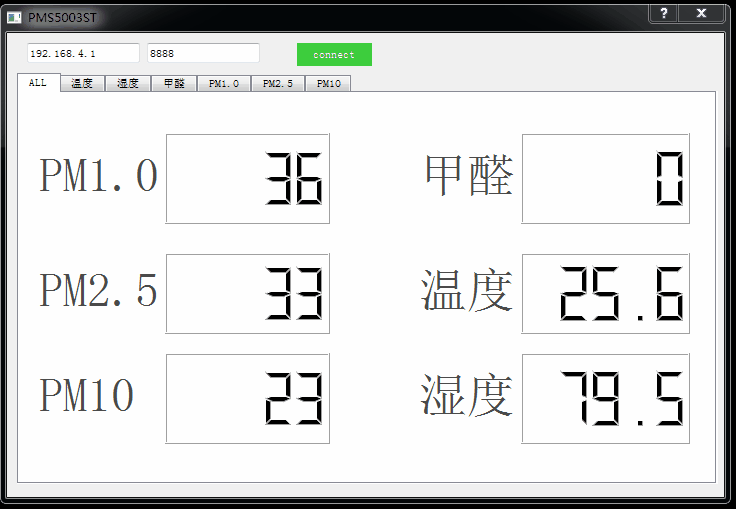 PMS5003ST
192.168.4.1 8888 connect
ALL 温度 湿度 甲醛 PM1.0 PM2.5 PM10
PM1.0 36 甲醛 0
PM2.5 33 温度 25.6
PM10 23 湿度 79.5